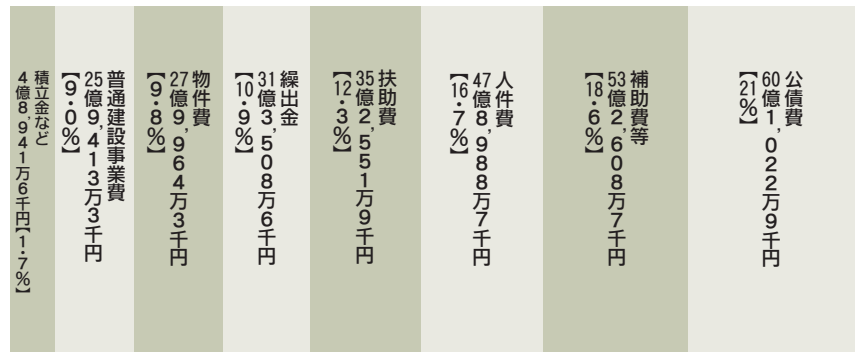 公債費
60億1,022万9千円
【21%】
補助費等
53億2,608万7千円
【18・6%】
人件費
47億8,988万7千円
【16・7%】
扶助費
35億2,551万9千円
【12・3%】
繰出金
31億3,508万6千円
【10・9%】
物件費
27億9,964万3千円
【9・8%】
普通建設事業費
25億9,413万3千円
【9・0%】
積立金など
4億8,941万6千円【1・7%】